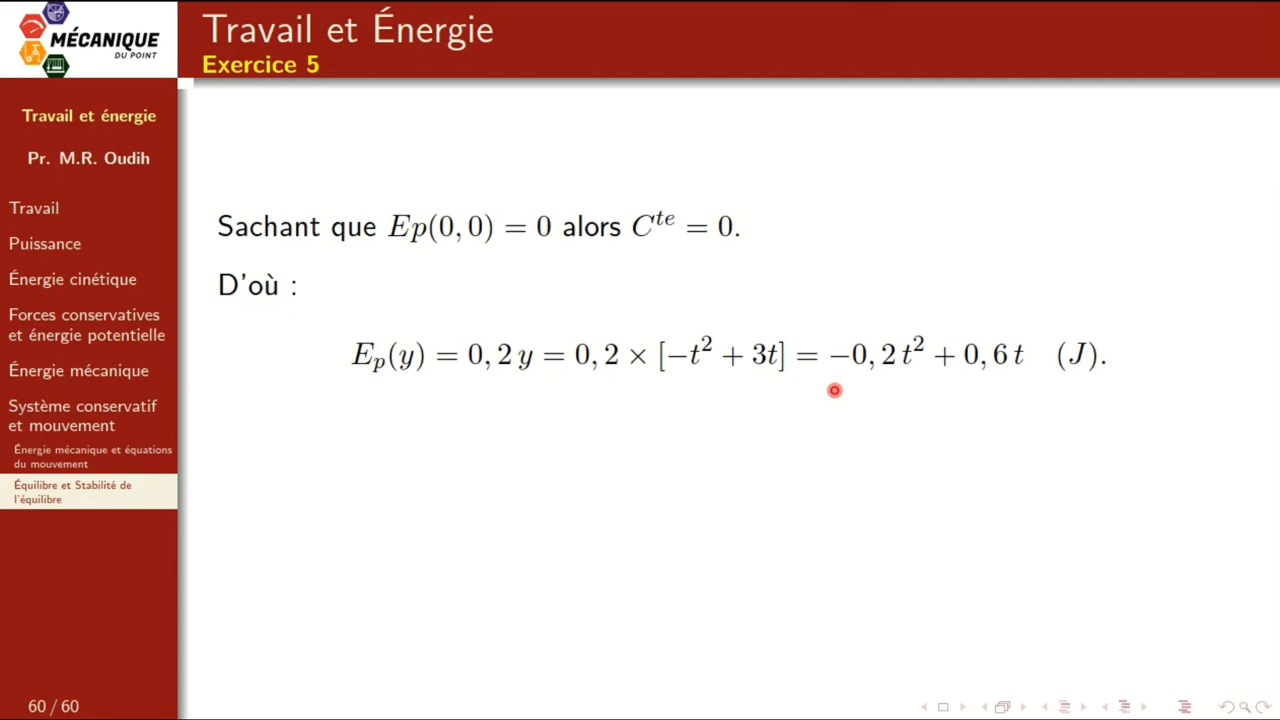 MÉCANIQUE
DU POINT
Travail et Énergie
Exercice 5
Travail et énergie
Pr. M.R. Oudih
Travail
Puissance
Énergie cinétique
Forces conservatives
et énergie potentielle
Énergie mécanique
Système conservatif
et mouvement
Énergie mécanique et équations
du mouvement
Équilibre et Stabilité de
l'équilibre
Sachant que Ep(0, 0) = 0 alors C^{te} = 0.
D'où :
E_p(y) = 0, 2 y = 0, 2 × [−t² + 3t] = −0, 2 t² + 0, 6 t (J).
60 / 60